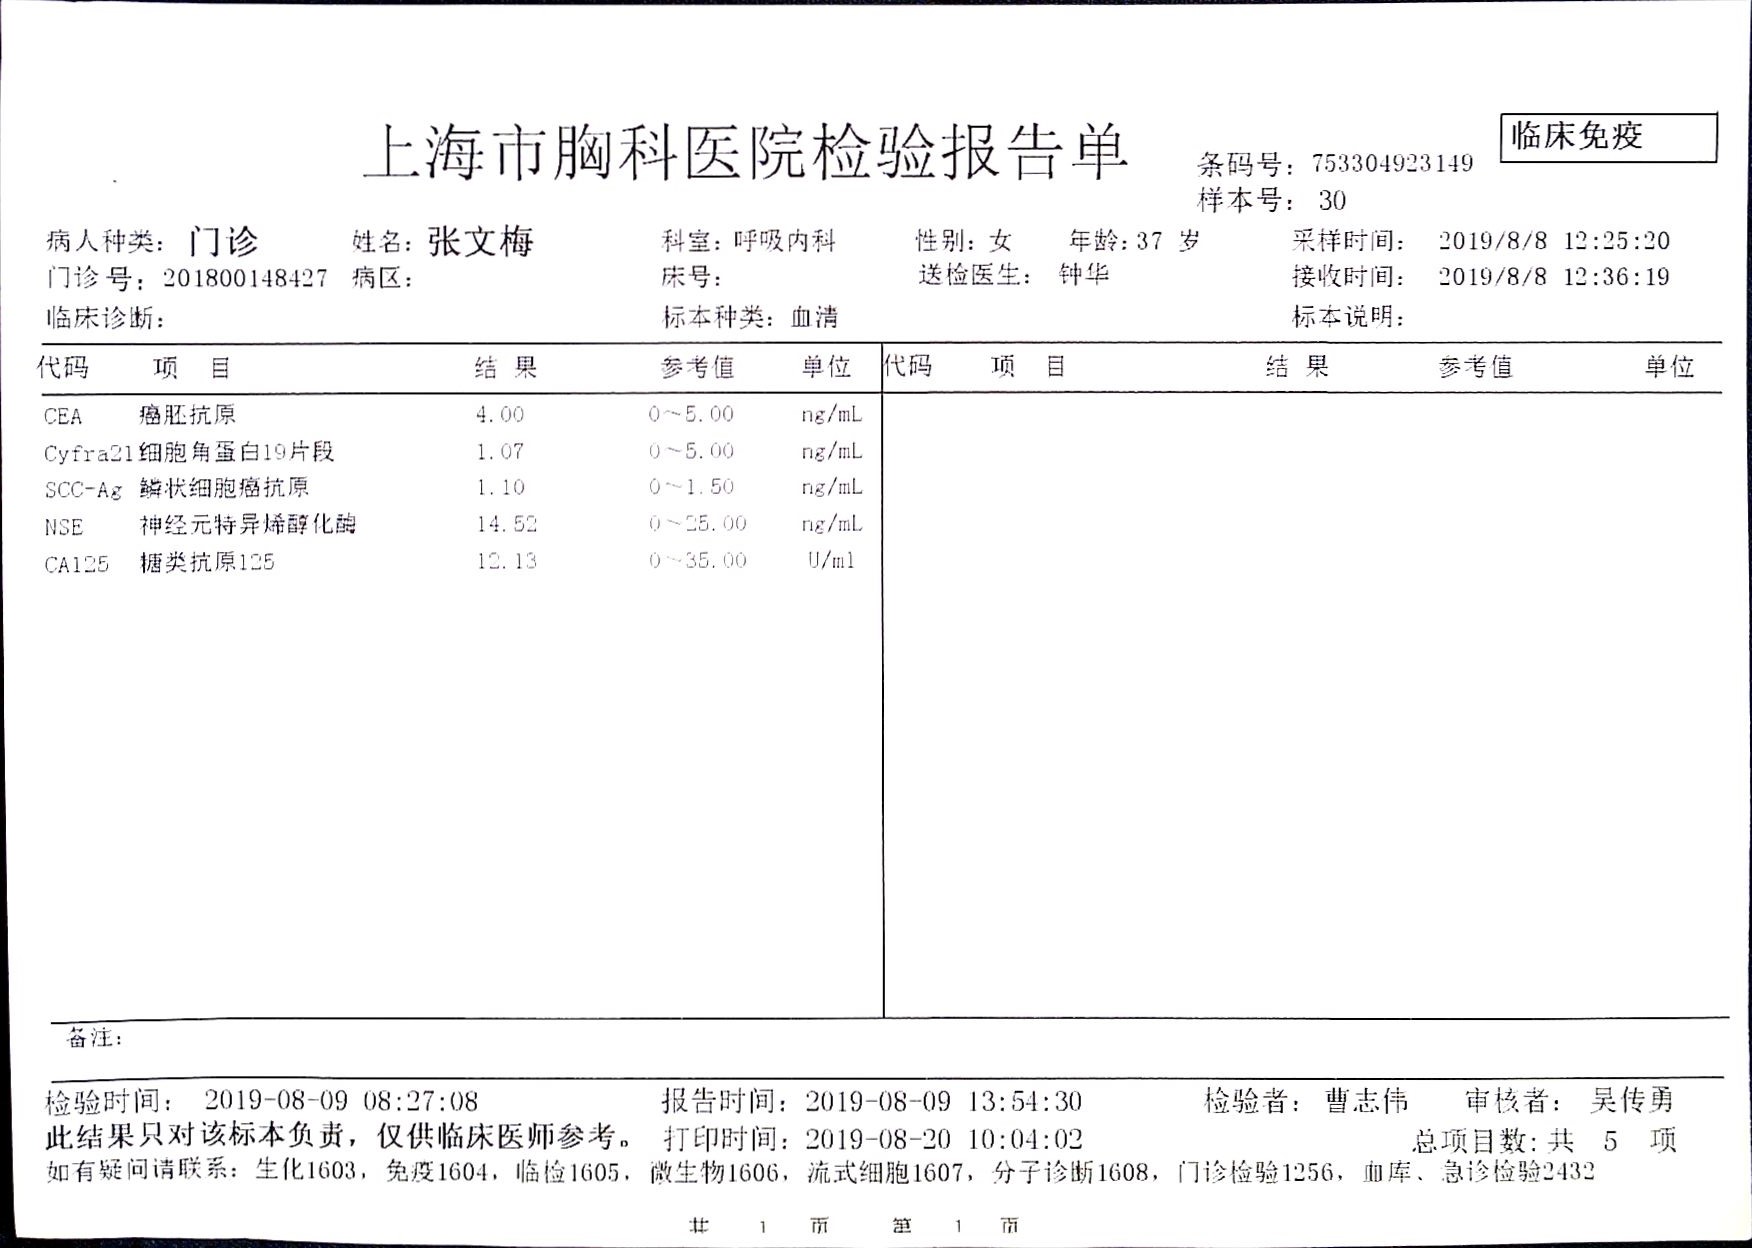 上海市胸科医院检验报告单
临床免疫
条码号: 753304923149
样本号: 30
病人种类: 门诊 姓名: 张文梅 科室: 呼吸内科 性别: 女 年龄: 37 岁 采样时间: 2019/8/8 12:25:20
门诊号: 201800148427 病区: 床号: 送检医生: 钟华 接收时间: 2019/8/8 12:36:19
临床诊断: 标本种类: 血清 标本说明:
代码 项 目 结 果 参考值 单位 代码 项 目 结 果 参考值 单位
CEA 癌胚抗原 4.00 0~5.00 ng/mL
Cyfra21细胞角蛋白19片段 1.07 0~5.00 ng/mL
SCC-Ag 鳞状细胞癌抗原 1.10 0~1.50 ng/mL
NSE 神经元特异烯醇化酶 14.52 0~25.00 ng/mL
CA125 糖类抗原125 12.13 0~35.00 U/ml
备注:
检验时间: 2019-08-09 08:27:08 报告时间: 2019-08-09 13:54:30 检验者: 曹志伟 审核者: 吴传勇
此结果只对该标本负责，仅供临床医师参考。 打印时间: 2019-08-20 10:04:02 总项目数: 共 5 项
如有疑问请联系: 生化1603, 免疫1604, 临检1605, 微生物1606, 流式细胞1607, 分子诊断1608, 门诊检验1256, 血库、急诊检验2432
共 1 页 第 1 页